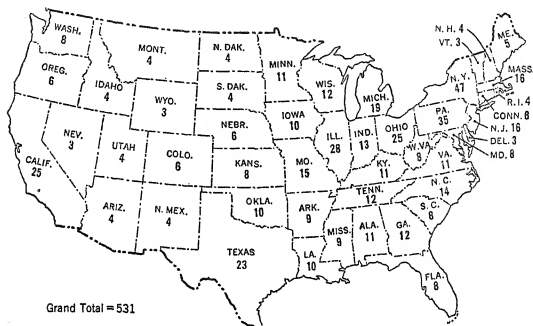 WASH.
8
OREG.
6
CALIF.
25
NEV.
3
IDAHO
4
MONT.
4
WYO.
3
UTAH
4
ARIZ.
4
COLO.
6
N. MEX.
4
N. DAK.
4
S. DAK.
4
NEBR.
6
KANS.
8
OKLA.
10
TEXAS
23
MINN.
11
IOWA
10
MO.
15
ARK.
9
LA.
10
WIS.
12
ILL.
28
MICH.
19
IND.
13
OHIO
25
KY.
11
TENN.
12
MISS.
9
ALA.
11
GA.
12
FLA.
8
S. C.
8
N. C.
14
VA.
11
W. VA.
8
PA.
35
N.Y.
47
VT. 3
N. H. 4
ME.
5
MASS.
16
R.I. 4
CONN. 8
N.J. 16
DEL. 3
MD. 8
Grand Total = 531